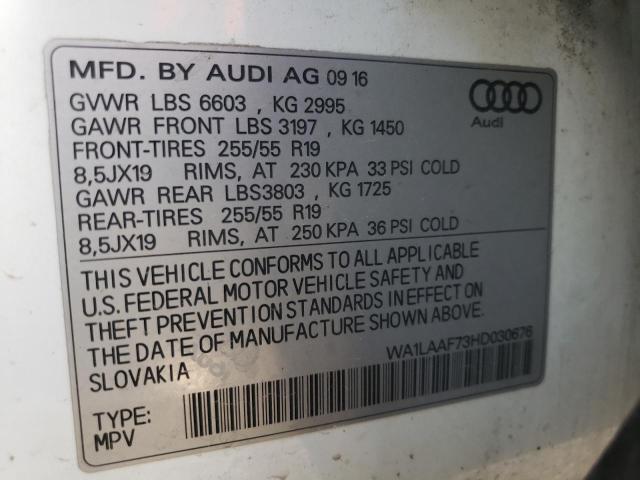 MFD. BY AUDI AG 09 16
GVWR LBS 6603 , KG 2995
GAWR FRONT LBS 3197 , KG 1450
FRONT-TIRES 255/55 R19
8,5JX19 RIMS, AT 230 KPA 33 PSI COLD
GAWR REAR LBS3803 , KG 1725
REAR-TIRES 255/55 R19
8,5JX19 RIMS, AT 250 KPA 36 PSI COLD
Audi
THIS VEHICLE CONFORMS TO ALL APPLICABLE
U.S. FEDERAL MOTOR VEHICLE SAFETY AND
THEFT PREVENTION STANDARDS IN EFFECT ON
THE DATE OF MANUFACTURE SHOWN ABOVE.
SLOVAKIA
WA1LAAF73HD030676
TYPE:
MPV